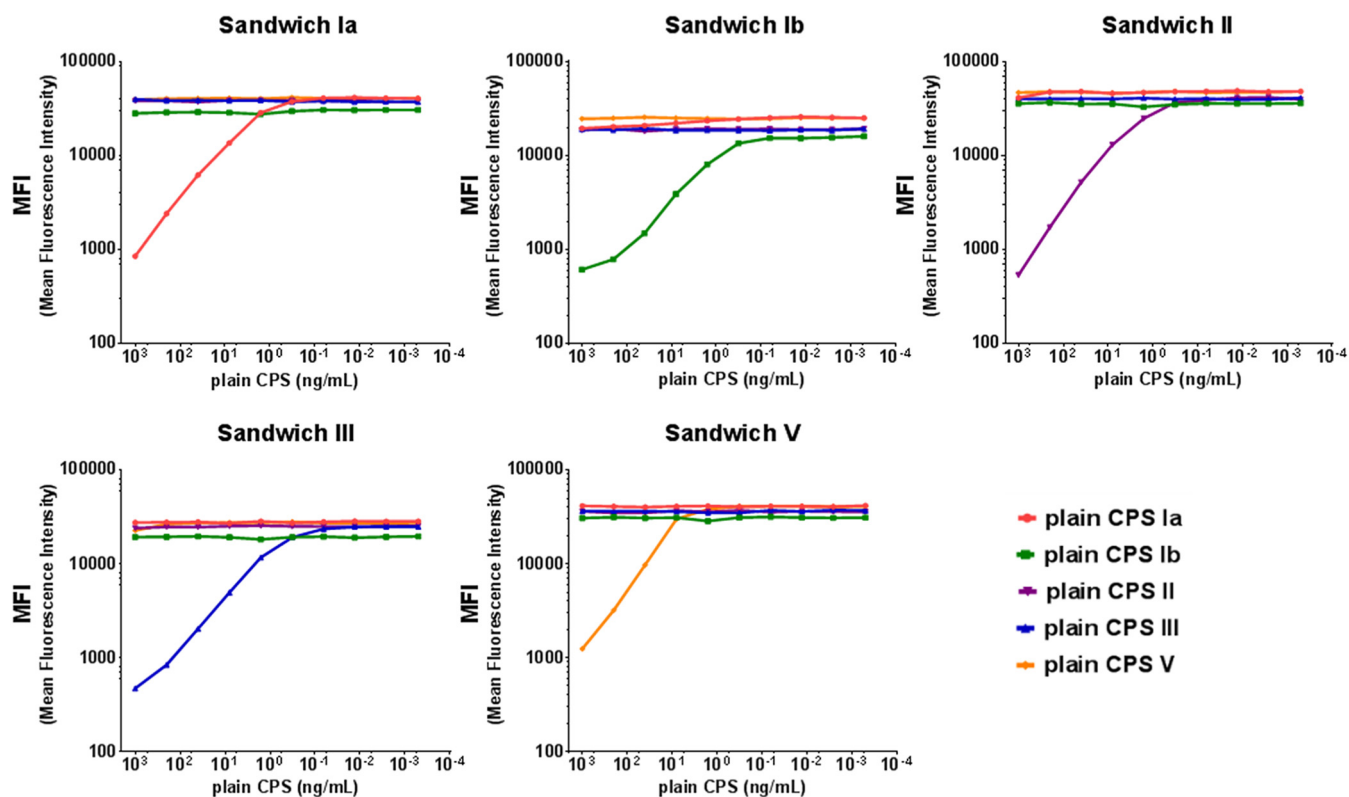 Sandwich Ia
MFI
(Mean Fluorescence Intensity)
100000
10000
1000
100
10³ 10² 10¹ 10⁰ 10⁻¹ 10⁻² 10⁻³ 10⁻⁴
plain CPS (ng/mL)
Sandwich Ib
MFI
(Mean Fluorescence Intensity)
100000
10000
1000
100
10³ 10² 10¹ 10⁰ 10⁻¹ 10⁻² 10⁻³ 10⁻⁴
plain CPS (ng/mL)
Sandwich II
MFI
(Mean Fluorescence Intensity)
100000
10000
1000
100
10³ 10² 10¹ 10⁰ 10⁻¹ 10⁻² 10⁻³ 10⁻⁴
plain CPS (ng/mL)
Sandwich III
MFI
(Mean Fluorescence Intensity)
100000
10000
1000
100
10³ 10² 10¹ 10⁰ 10⁻¹ 10⁻² 10⁻³ 10⁻⁴
plain CPS (ng/mL)
Sandwich V
MFI
(Mean Fluorescence Intensity)
100000
10000
1000
100
10³ 10² 10¹ 10⁰ 10⁻¹ 10⁻² 10⁻³ 10⁻⁴
plain CPS (ng/mL)
plain CPS Ia
plain CPS Ib
plain CPS II
plain CPS III
plain CPS V